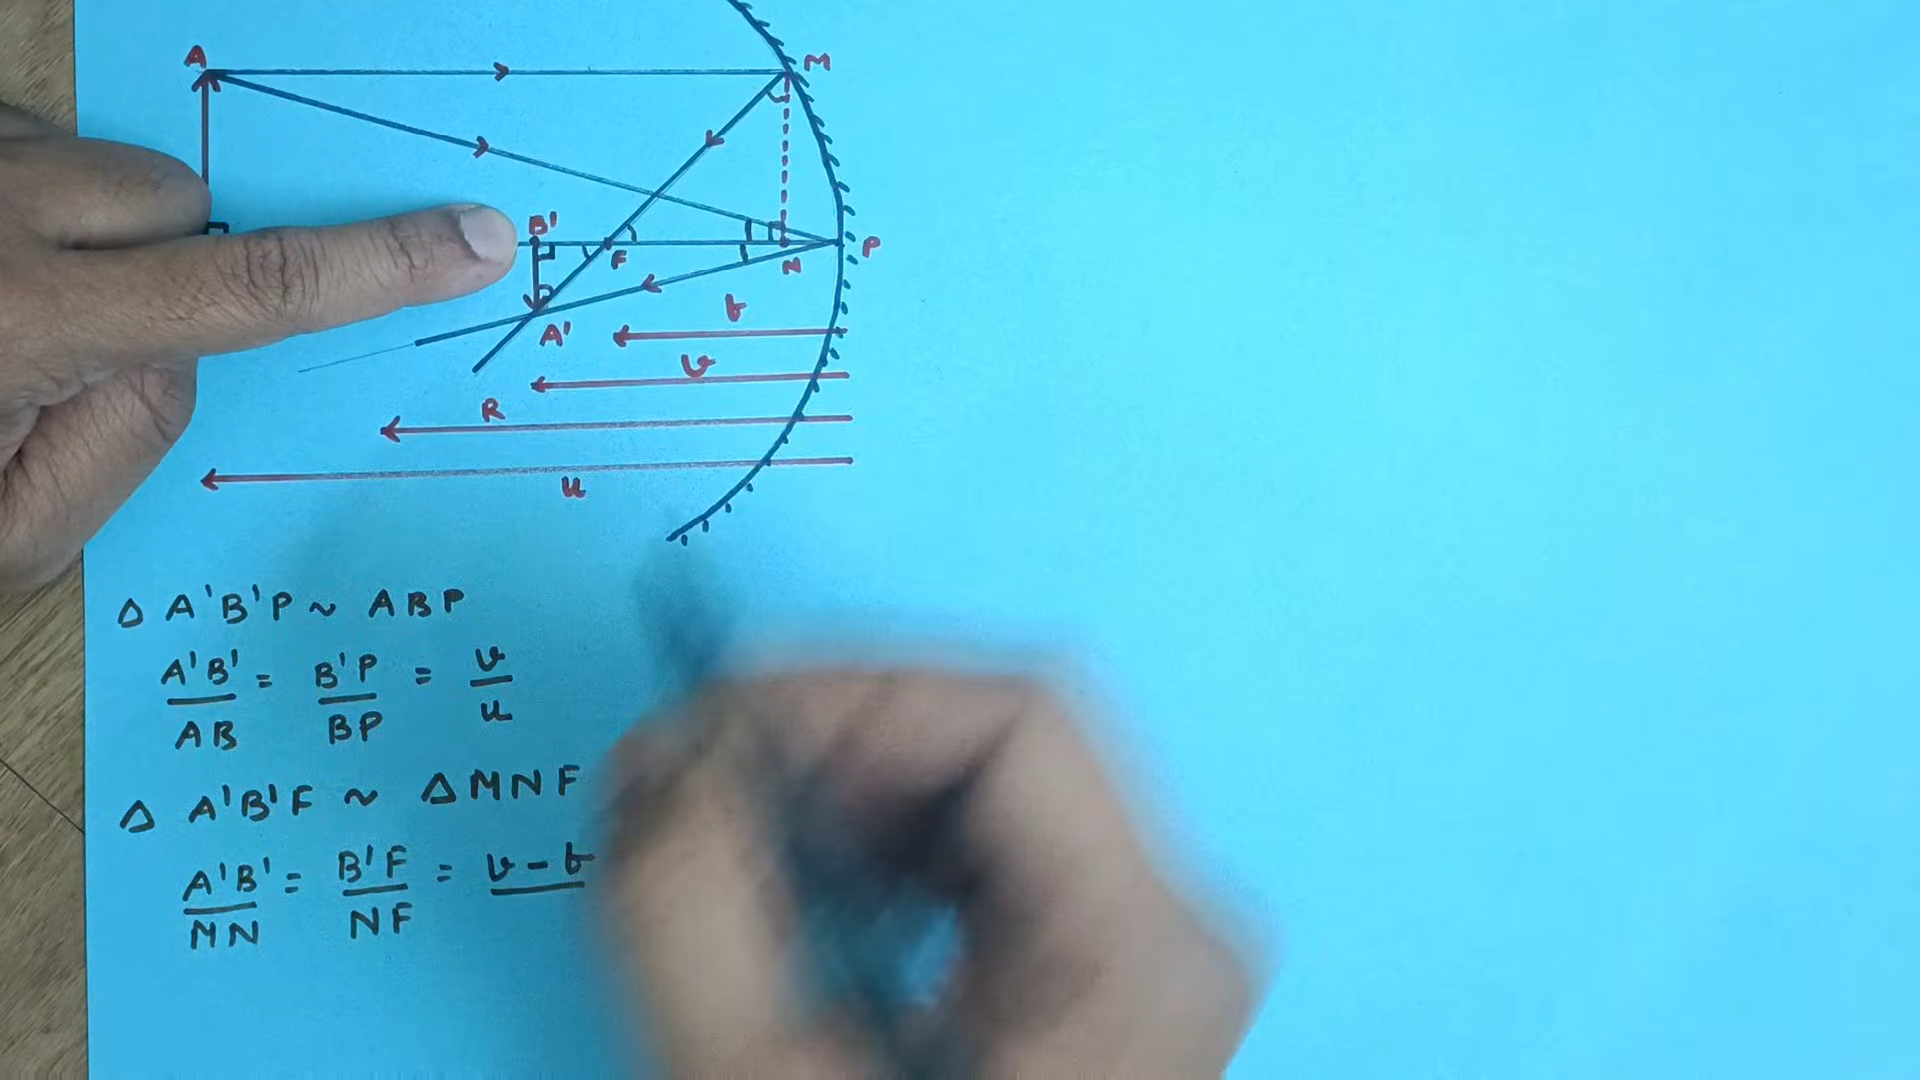 A M
B' F N P
A' f
v
R
u
Δ A'B'P ~ ABP
A'B'/AB = B'P/BP = v/u
Δ A'B'F ~ ΔMNF
A'B'/MN = B'F/NF = v-f